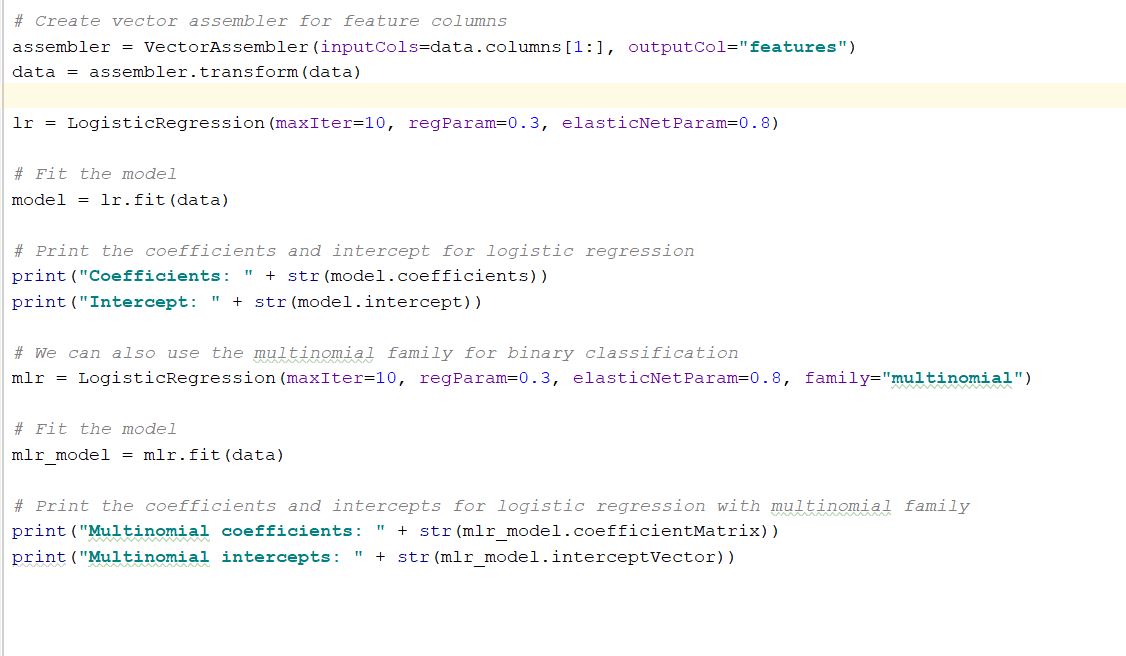 # Create vector assembler for feature columns
assembler = VectorAssembler(inputCols=data.columns[1:], outputCol="features")
data = assembler.transform(data)
lr = LogisticRegression(maxIter=10, regParam=0.3, elasticNetParam=0.8)
# Fit the model
model = lr.fit(data)
# Print the coefficients and intercept for logistic regression
print("Coefficients: " + str(model.coefficients))
print("Intercept: " + str(model.intercept))
# We can also use the multinomial family for binary classification
mlr = LogisticRegression(maxIter=10, regParam=0.3, elasticNetParam=0.8, family="multinomial")
# Fit the model
mlr_model = mlr.fit(data)
# Print the coefficients and intercepts for logistic regression with multinomial family
print("Multinomial coefficients: " + str(mlr_model.coefficientMatrix))
print("Multinomial intercepts: " + str(mlr_model.interceptVector))